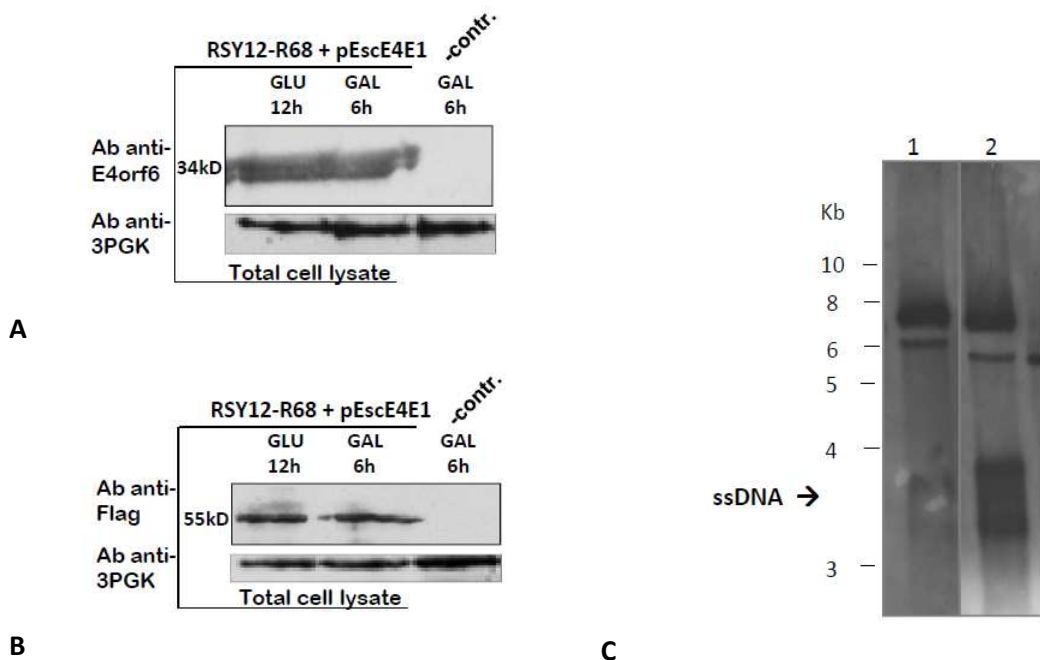 RSY12-R68 + pEscE4E1 -contr.
GLU GAL GAL
12h 6h 6h
Ab anti-
E4orf6
34kD
Ab anti-
3PGK
Total cell lysate
A
RSY12-R68 + pEscE4E1 -contr.
GLU GAL GAL
12h 6h 6h
Ab anti-
Flag
55kD
Ab anti-
3PGK
Total cell lysate
B
1 2
Kb
10
8
6
5
4
ssDNA →
3
C